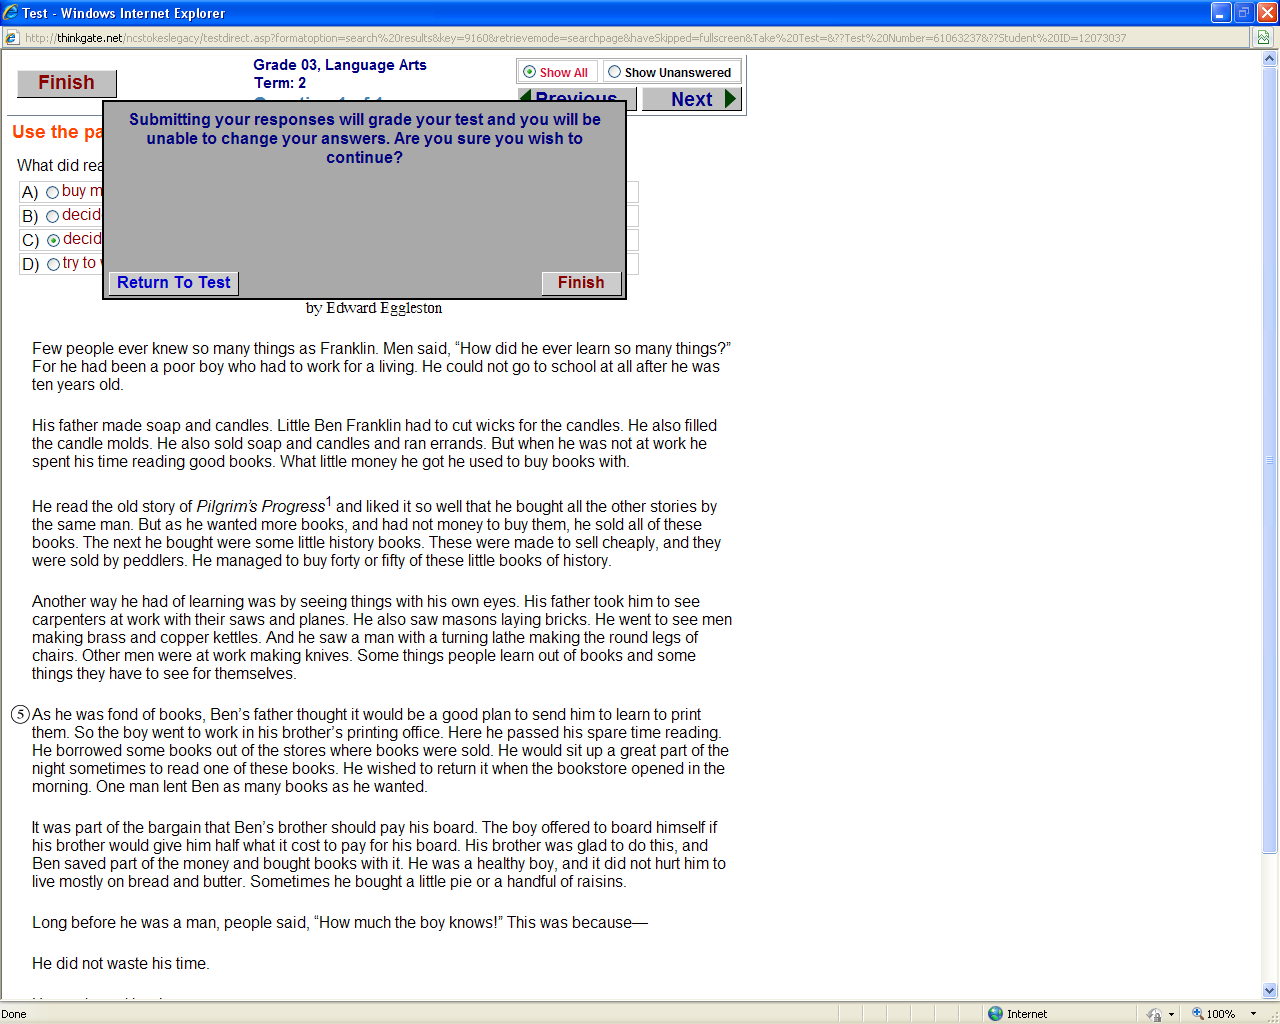 Test - Windows Internet Explorer
http://thinkgate.net/ncstokeslegacy/testdirect.asp?formatoption=search%20results&key=9160&retrievemode=searchpage&haveSkipped=fullscreen&Take%20Test=&??Test%20Number=61063237&??Student%20ID=12073037
Finish
Grade 03, Language Arts
Term: 2
Show All
Show Unanswered
Previous
Next
Submitting your responses will grade your test and you will be
unable to change your answers. Are you sure you wish to
continue?
Return To Test
Finish
Use the pa
What did rea
A) buy m
B) decid
C) decid
D) try to
by Edward Eggleston
Few people ever knew so many things as Franklin. Men said, “How did he ever learn so many things?”
For he had been a poor boy who had to work for a living. He could not go to school at all after he was
ten years old.
His father made soap and candles. Little Ben Franklin had to cut wicks for the candles. He also filled
the candle molds. He also sold soap and candles and ran errands. But when he was not at work he
spent his time reading good books. What little money he got he used to buy books with.
He read the old story of Pilgrim’s Progress1 and liked it so well that he bought all the other stories by
the same man. But as he wanted more books, and had not money to buy them, he sold all of these
books. The next he bought were some little history books. These were made to sell cheaply, and they
were sold by peddlers. He managed to buy forty or fifty of these little books of history.
Another way he had of learning was by seeing things with his own eyes. His father took him to see
carpenters at work with their saws and planes. He also saw masons laying bricks. He went to see men
making brass and copper kettles. And he saw a man with a turning lathe making the round legs of
chairs. Other men were at work making knives. Some things people learn out of books and some
things they have to see for themselves.
5 As he was fond of books, Ben’s father thought it would be a good plan to send him to learn to print
them. So the boy went to work in his brother’s printing office. Here he passed his spare time reading.
He borrowed some books out of the stores where books were sold. He would sit up a great part of the
night sometimes to read one of these books. He wished to return it when the bookstore opened in the
morning. One man lent Ben as many books as he wanted.
It was part of the bargain that Ben’s brother should pay his board. The boy offered to board himself if
his brother would give him half what it cost to pay for his board. His brother was glad to do this, and
Ben saved part of the money and bought books with it. He was a healthy boy, and it did not hurt him to
live mostly on bread and butter. Sometimes he bought a little pie or a handful of raisins.
Long before he was a man, people said, “How much the boy knows!” This was because—
He did not waste his time.
Done
Internet
100%